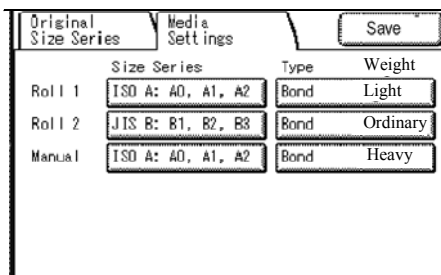 Original Size Series
Media Settings
Save
Size Series Type Weight
Roll 1 ISO A: A0, A1, A2 Bond Light
Roll 2 JIS B: B1, B2, B3 Bond Ordinary
Manual ISO A: A0, A1, A2 Bond Heavy